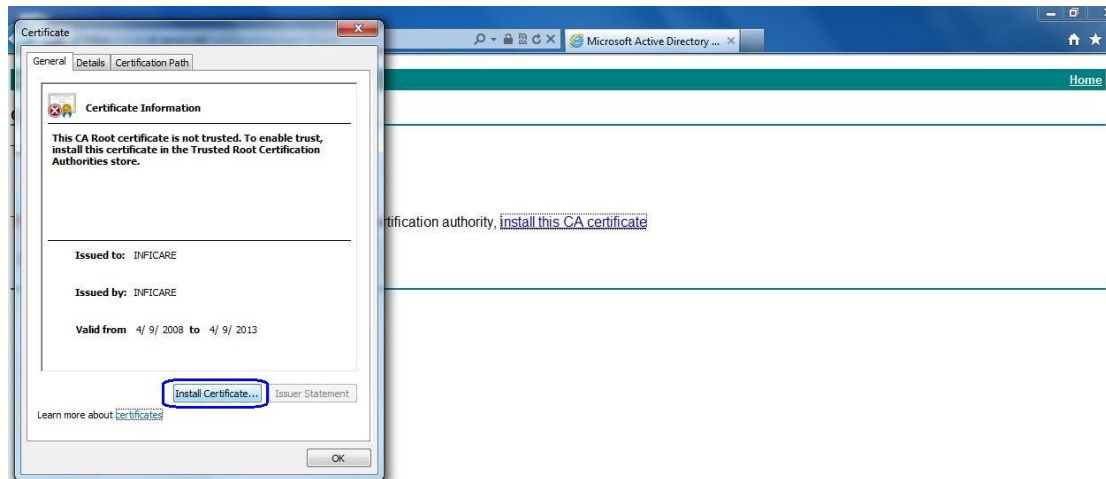 Certificate
General Details Certification Path
Certificate Information
This CA Root certificate is not trusted. To enable trust,
install this certificate in the Trusted Root Certification
Authorities store.
Issued to: INFICARE
Issued by: INFICARE
Valid from 4/ 9/ 2008 to 4/ 9/ 2013
Install Certificate... Issuer Statement
Learn more about certificates
OK
Microsoft Active Directory ...
Home
tification authority, install this CA certificate